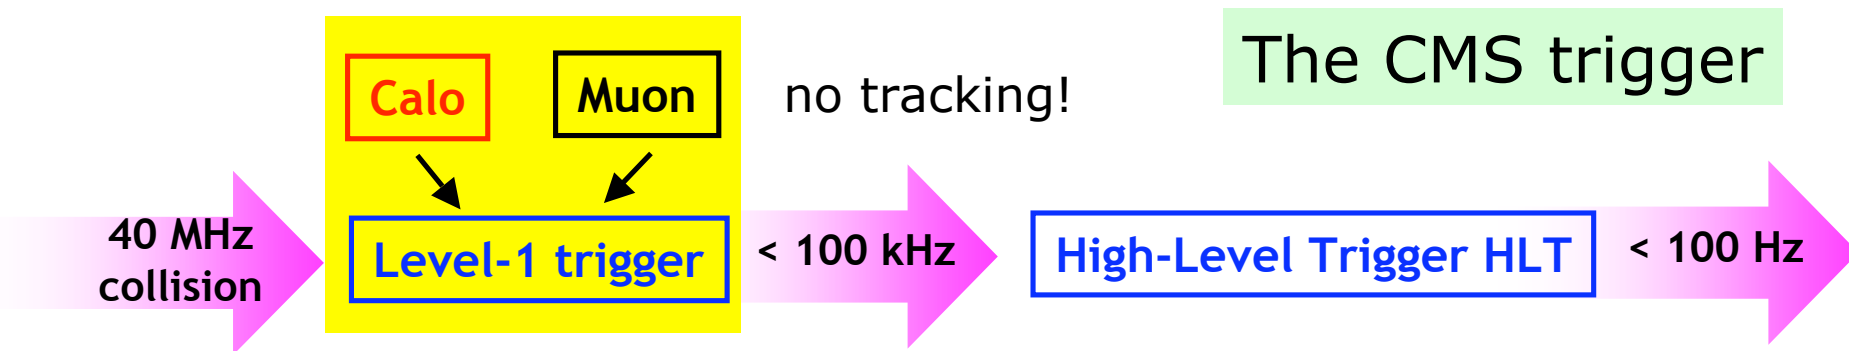 The CMS trigger
Calo
Muon
no tracking!
40 MHz
collision
Level-1 trigger
< 100 kHz
High-Level Trigger HLT
< 100 Hz